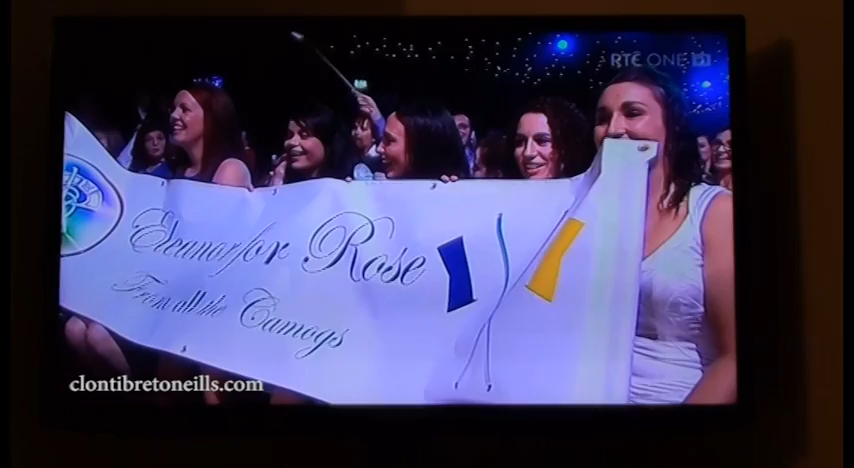 RTÉ ONE
Eleanor for Rose
From all the Camogs
clontibretoneills.com